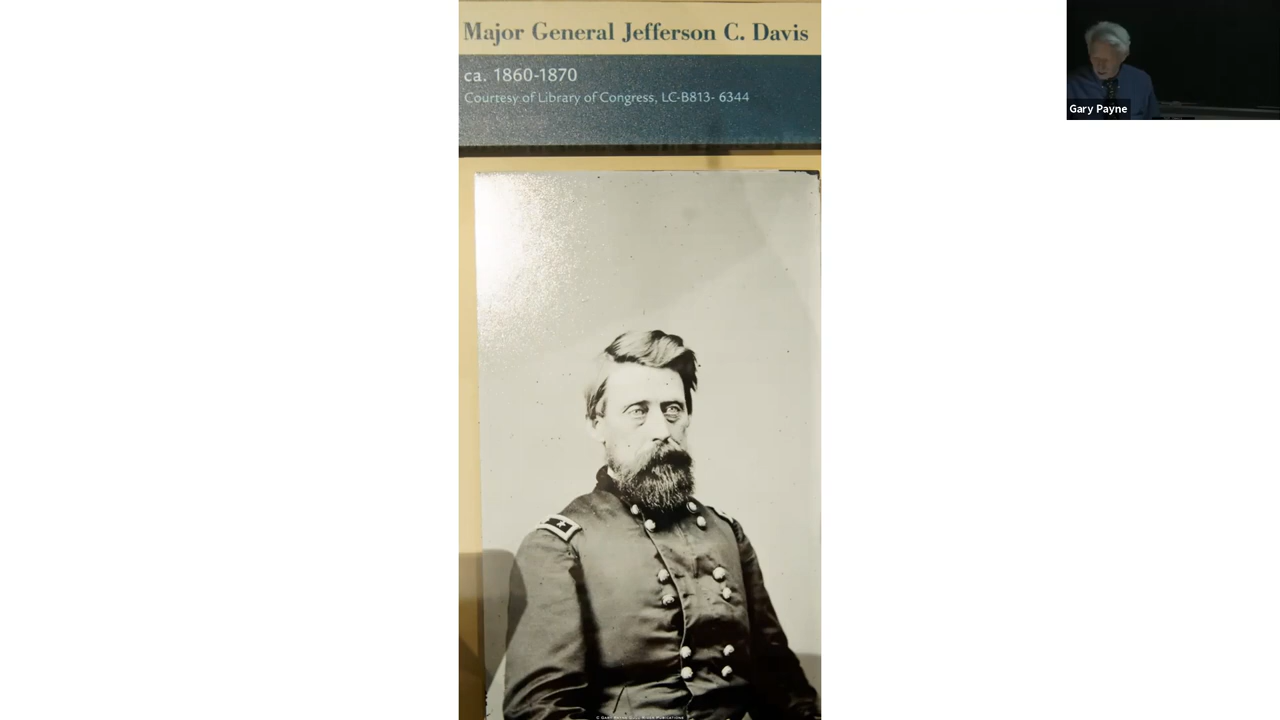 Major General Jefferson C. Davis
ca. 1860-1870
Courtesy of Library of Congress, LC-B813- 6344
Gary Payne